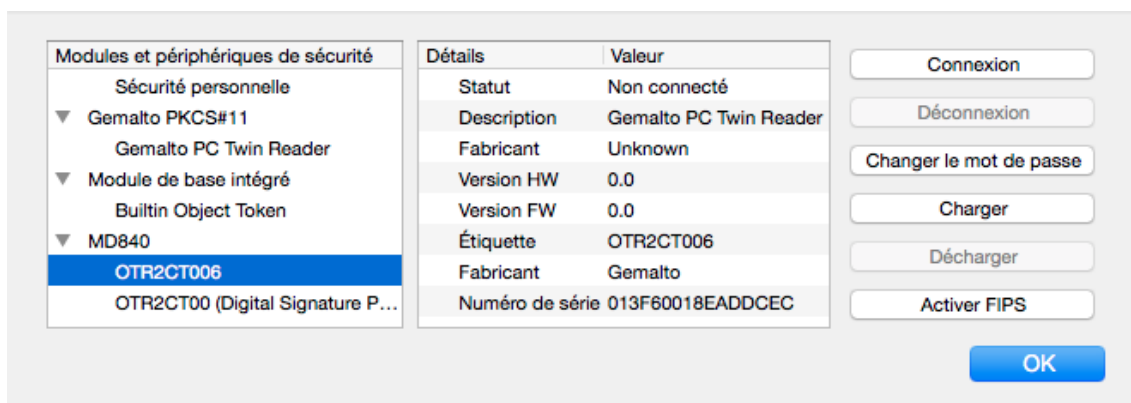 Modules et périphériques de sécurité
Sécurité personnelle
Gemalto PKCS#11
Gemalto PC Twin Reader
Module de base intégré
Builtin Object Token
MD840
OTR2CT006
OTR2CT00 (Digital Signature P...
Détails Valeur
Statut Non connecté
Description Gemalto PC Twin Reader
Fabricant Unknown
Version HW 0.0
Version FW 0.0
Étiquette OTR2CT006
Fabricant Gemalto
Numéro de série 013F60018EADDCEC
Connexion
Déconnexion
Changer le mot de passe
Charger
Décharger
Activer FIPS
OK